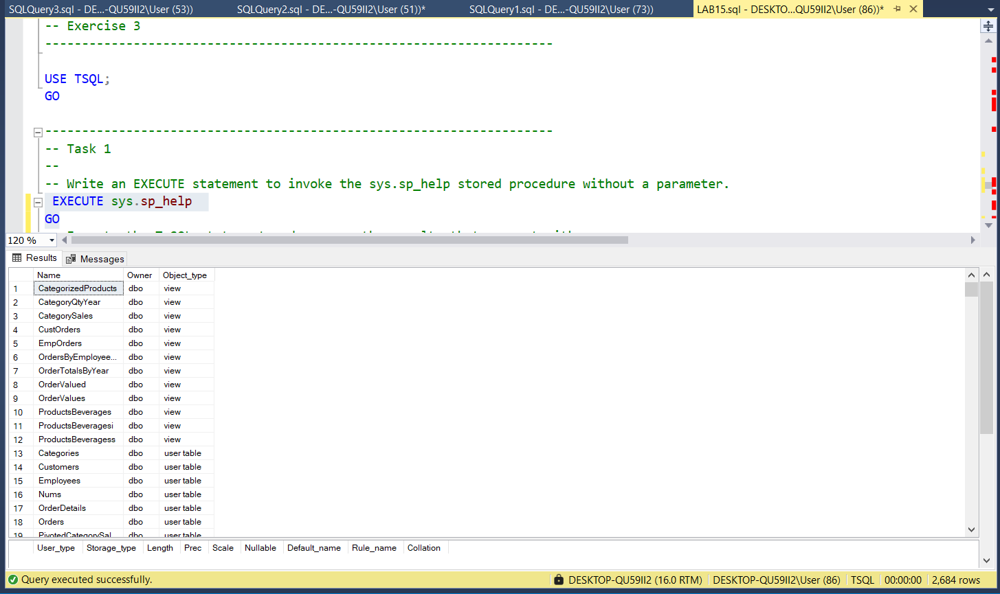 SQLQuery3.sql - DE...-QU59II2\User (53)) SQLQuery2.sql - DE...-QU59II2\User (51))* SQLQuery1.sql - DE...-QU59II2\User (73)) LAB15.sql - DESKTO...QU59II2\User (86))*
-- Exercise 3
---------------------------------------------------------------------
USE TSQL;
GO
---------------------------------------------------------------------
-- Task 1
--
-- Write an EXECUTE statement to invoke the sys.sp_help stored procedure without a parameter.
EXECUTE sys.sp_help
GO
120 %
Results Messages
Name Owner Object_type
1 CategorizedProducts dbo view
2 CategoryQtyYear dbo view
3 CategorySales dbo view
4 CustOrders dbo view
5 EmpOrders dbo view
6 OrdersByEmployee... dbo view
7 OrderTotalsByYear dbo view
8 OrderValued dbo view
9 OrderValues dbo view
10 ProductsBeverages dbo view
11 ProductsBeveragesi dbo view
12 ProductsBeveragess dbo view
13 Categories dbo user table
14 Customers dbo user table
15 Employees dbo user table
16 Nums dbo user table
17 OrderDetails dbo user table
18 Orders dbo user table
19 PivotedCategorySal dbo user table
User_type Storage_type Length Prec Scale Nullable Default_name Rule_name Collation
Query executed successfully. DESKTOP-QU59II2 (16.0 RTM) DESKTOP-QU59II2\User (86) TSQL 00:00:00 2,684 rows